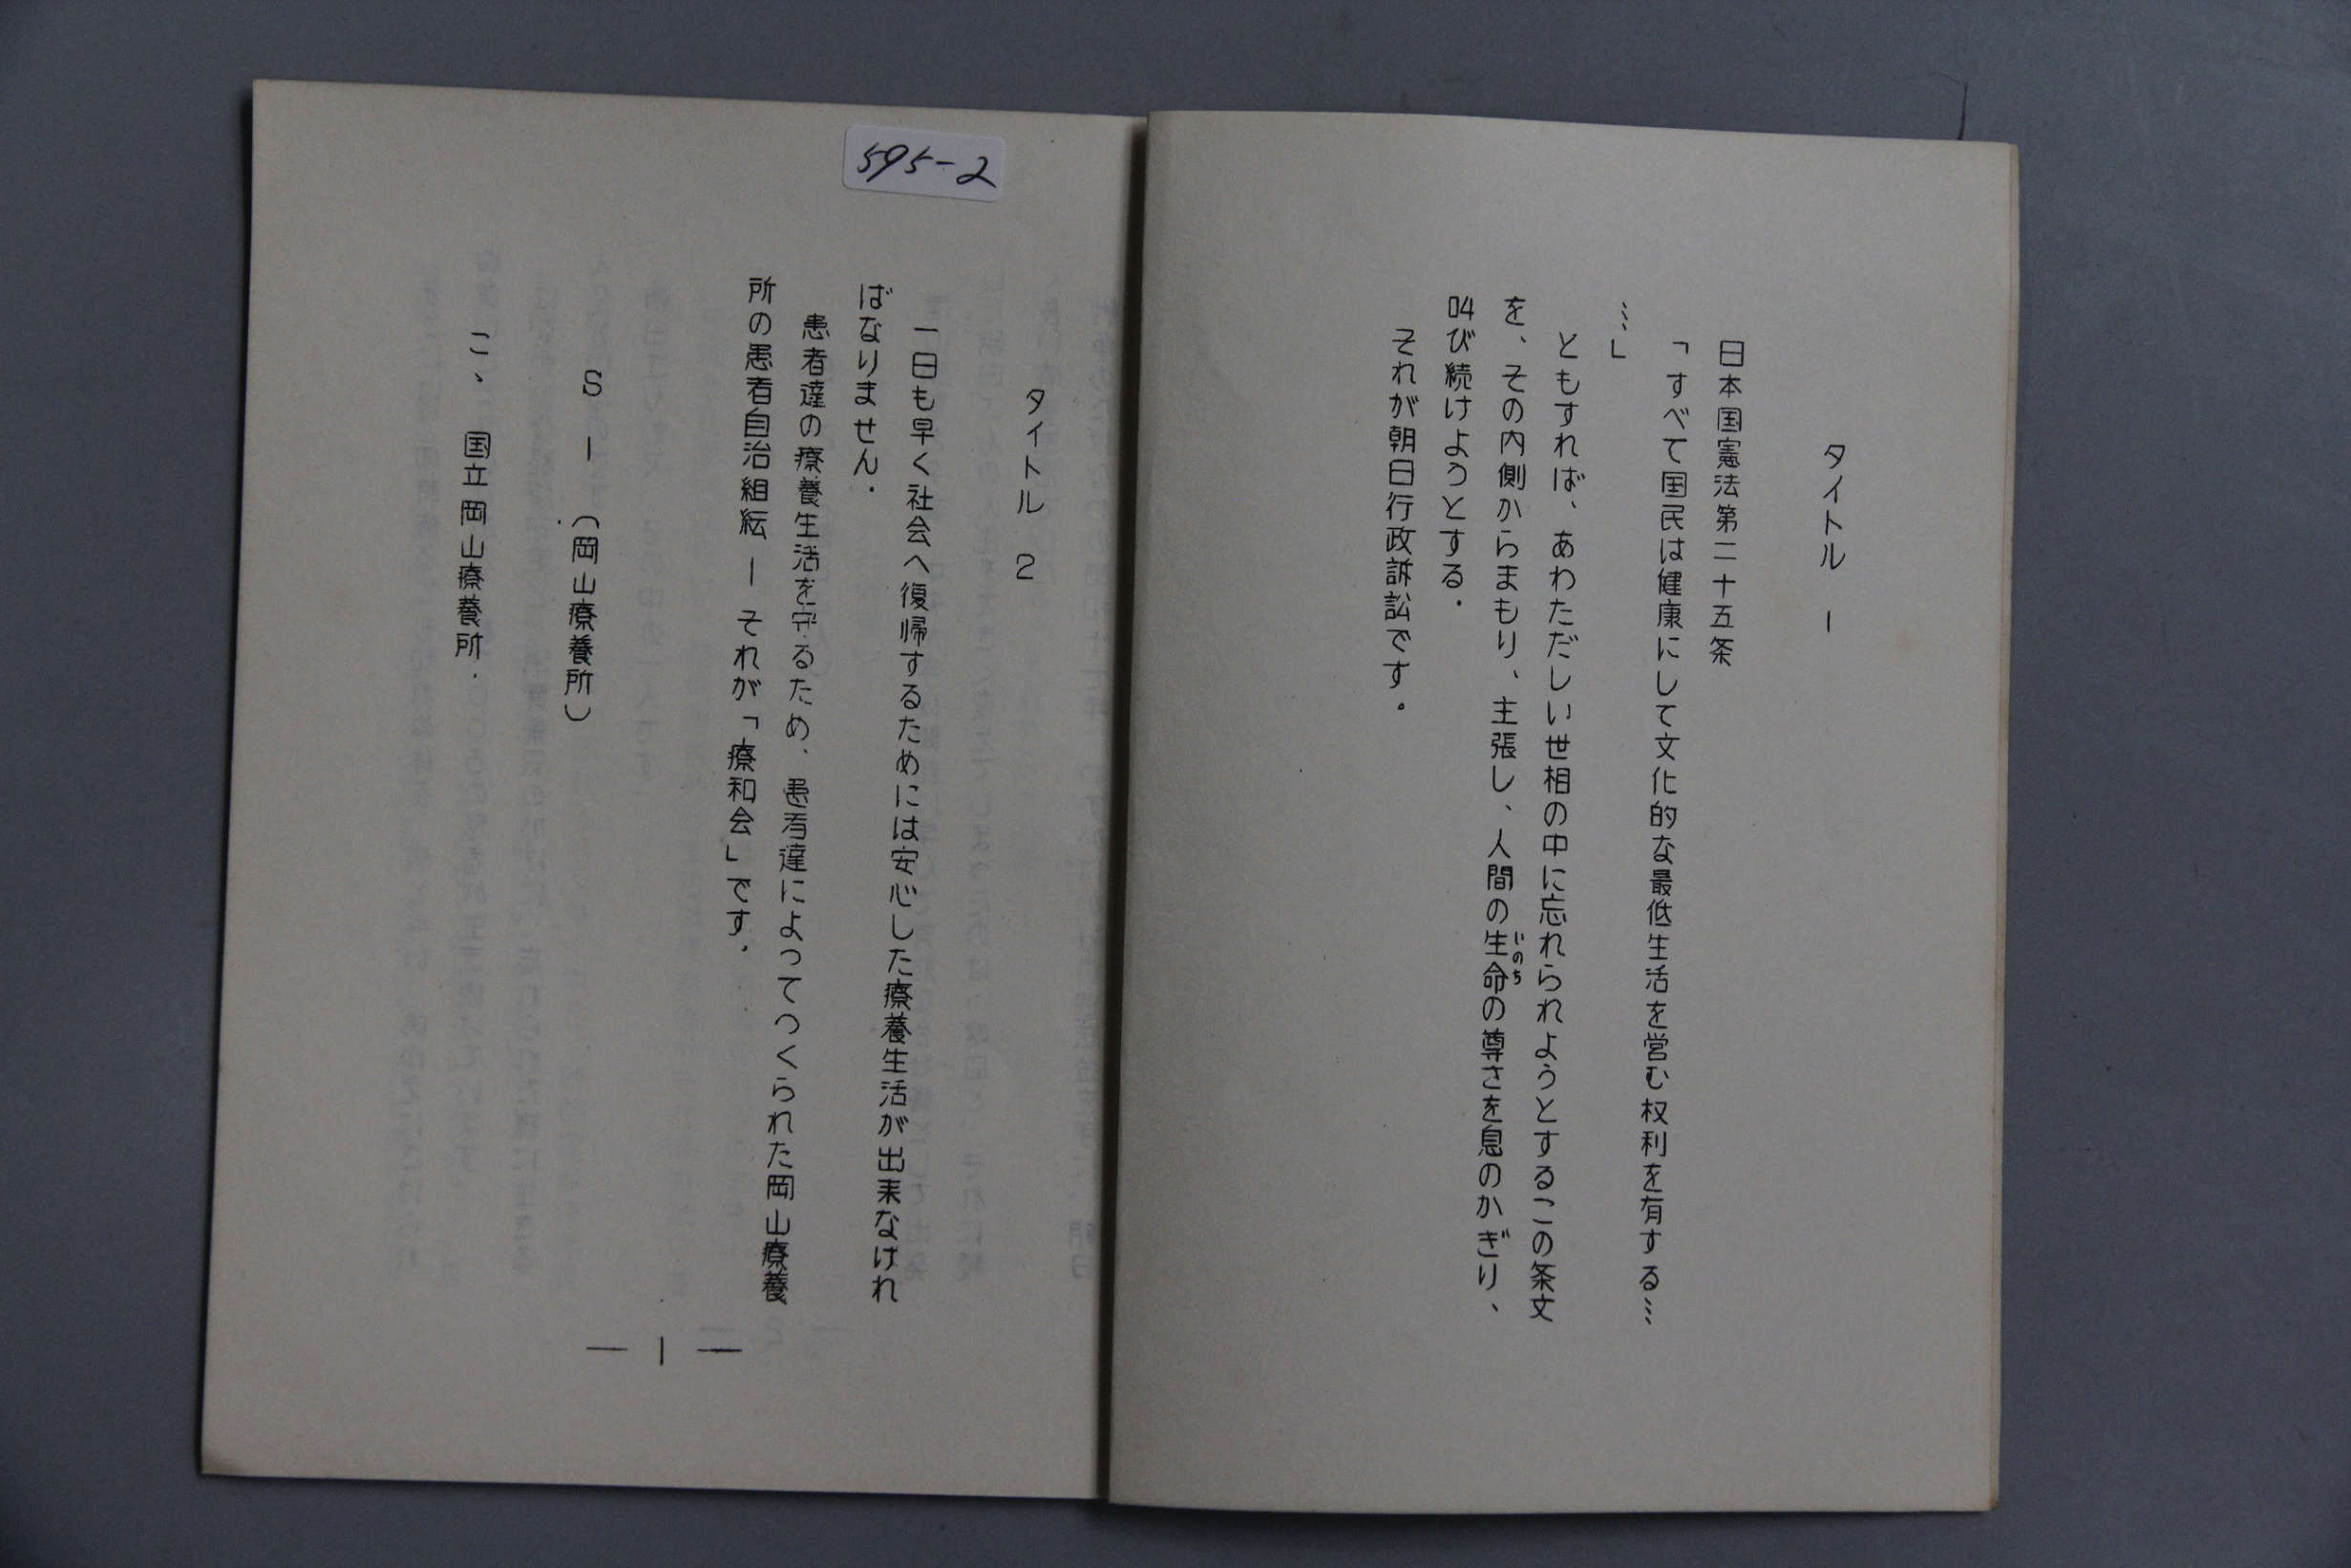 タイトル 1
日本国憲法第二十五条
「すべて国民は健康にして文化的な最低生活を営む权利を有する…
…」
ともすれば、あわただしい世相の中に忘れられようとするこの条文
を、その内側からまもり、主張し、人間の生命の尊さを息のかぎり、
いのち
叫び続けようとする．
それが朝日行政訴訟です。
595-2
タイトル 2
一日も早く社会へ復帰するためには安心した療養生活が出来なけれ
ばなりません．
患者達の療養生活を守るため、患者達によってつくられた岡山療養
所の患者自治組紜 ー それが「療和会」です．
S ー 1（岡山療養所）
こゝ 国立岡山療養所．
— 1 —